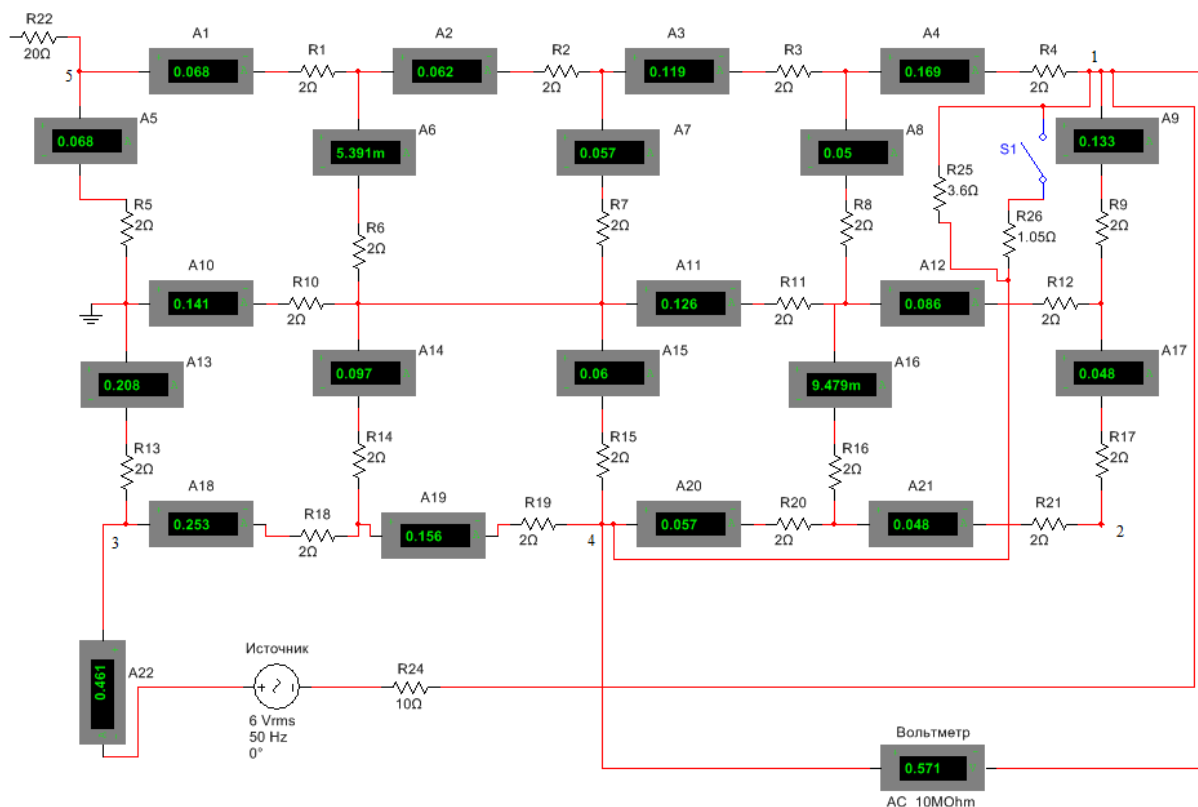 R22
20Ω
5
A1
0.068
R1
2Ω
A2
0.062
R2
2Ω
A3
0.119
R3
2Ω
A4
0.169
R4
2Ω
1
A5
0.068
A6
5.391m
A7
0.057
A8
0.05
S1
A9
0.133
R25
3.6Ω
R26
1.05Ω
R5
2Ω
R6
2Ω
R7
2Ω
R8
2Ω
R9
2Ω
A10
0.141
R10
2Ω
A11
0.126
R11
2Ω
A12
0.086
R12
2Ω
A13
0.208
A14
0.097
A15
0.06
A16
9.479m
A17
0.048
R13
2Ω
R14
2Ω
R15
2Ω
R16
2Ω
R17
2Ω
3
A18
0.253
R18
2Ω
A19
0.156
R19
2Ω
4
A20
0.057
R20
2Ω
A21
0.048
R21
2Ω
2
A22
0.461
Источник
6 Vrms
50 Hz
0°
R24
10Ω
Вольтметр
0.571
AC 10MOhm